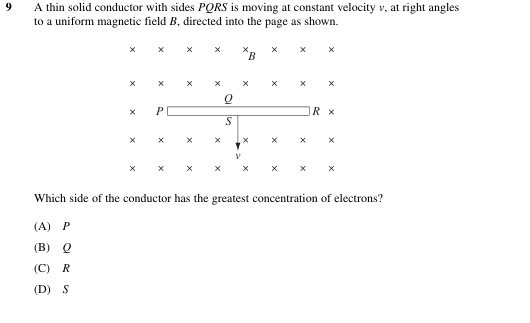 9 A thin solid conductor with sides PQRS is moving at constant velocity v, at right angles
to a uniform magnetic field B, directed into the page as shown.
× × × × × × × ×
B
× × × × × × × ×
Q
× P R ×
S
× × × × × × × ×
v
× × × × × × × ×
Which side of the conductor has the greatest concentration of electrons?
(A) P
(B) Q
(C) R
(D) S